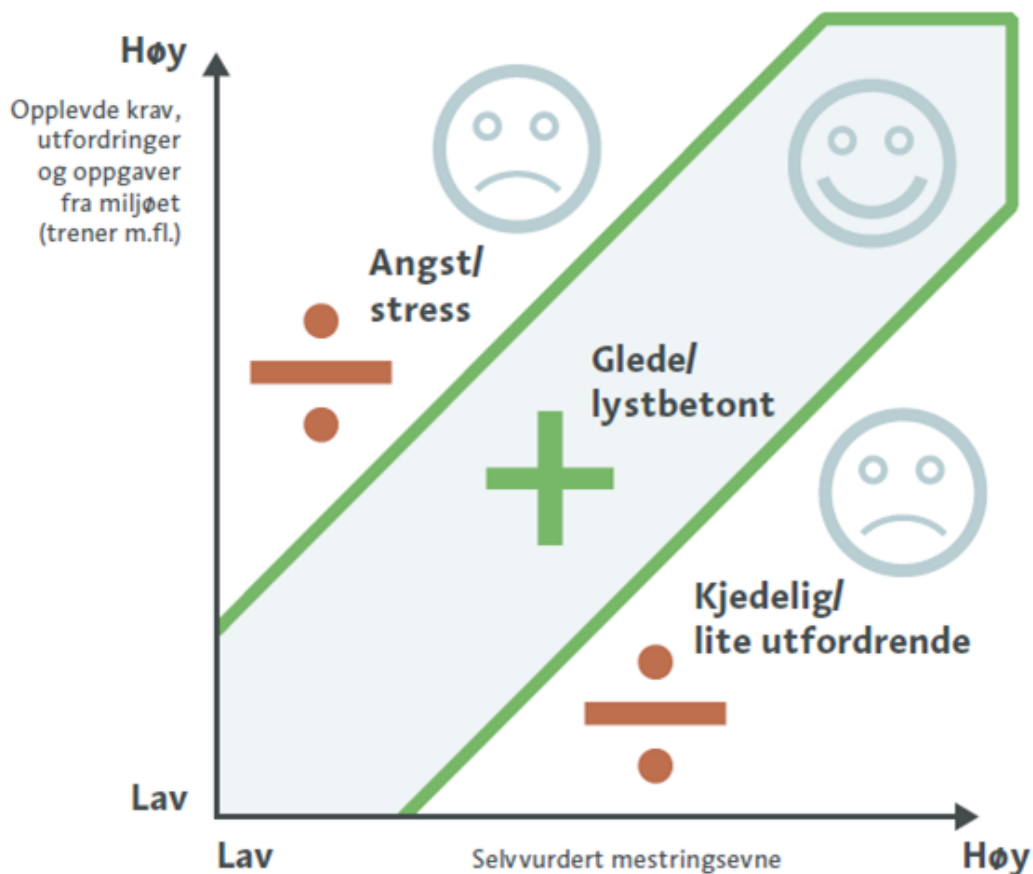 Høy
Opplevde krav,
utfordringer
og oppgaver
fra miljøet
(trener m.fl.)
Angst/
stress
Glede/
lystbetont
Kjedelig/
lite utfordrende
Lav
Lav
Selvvurdert mestringsevne
Høy